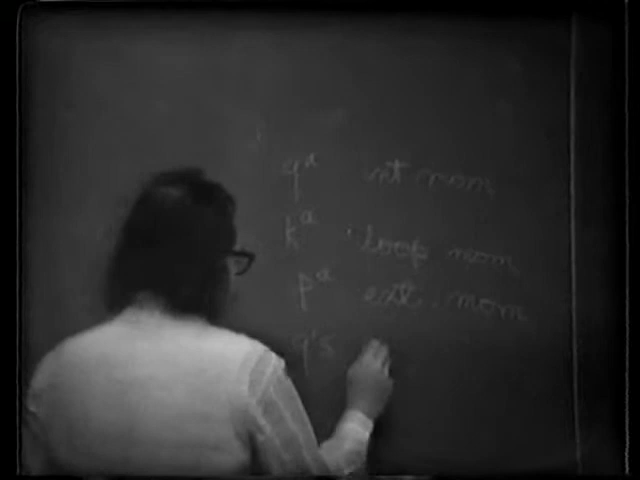 q^α int mom
k^α loop mom
p^α ext. mom
q's